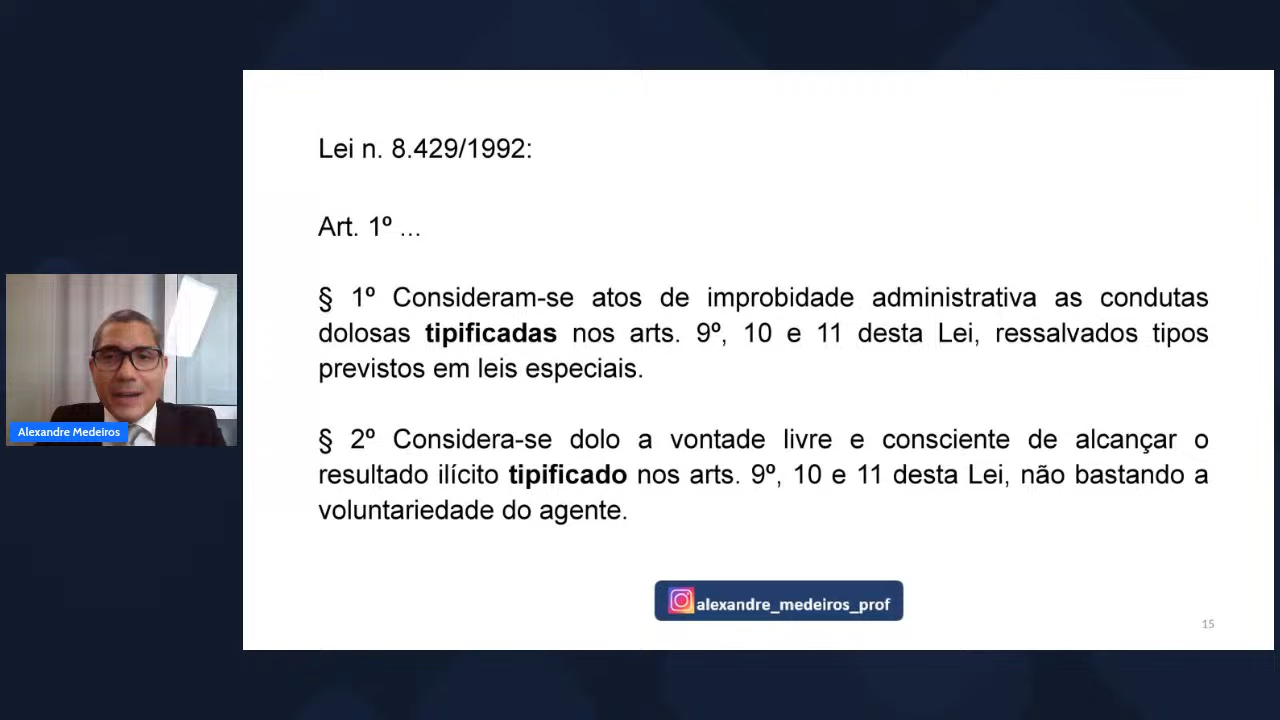 Lei n. 8.429/1992:
Art. 1º ...
§ 1º Consideram-se atos de improbidade administrativa as condutas
dolosas tipificadas nos arts. 9º, 10 e 11 desta Lei, ressalvados tipos
previstos em leis especiais.
§ 2º Considera-se dolo a vontade livre e consciente de alcançar o
resultado ilícito tipificado nos arts. 9º, 10 e 11 desta Lei, não bastando a
voluntariedade do agente.
Alexandre Medeiros
alexandre_medeiros_prof
15